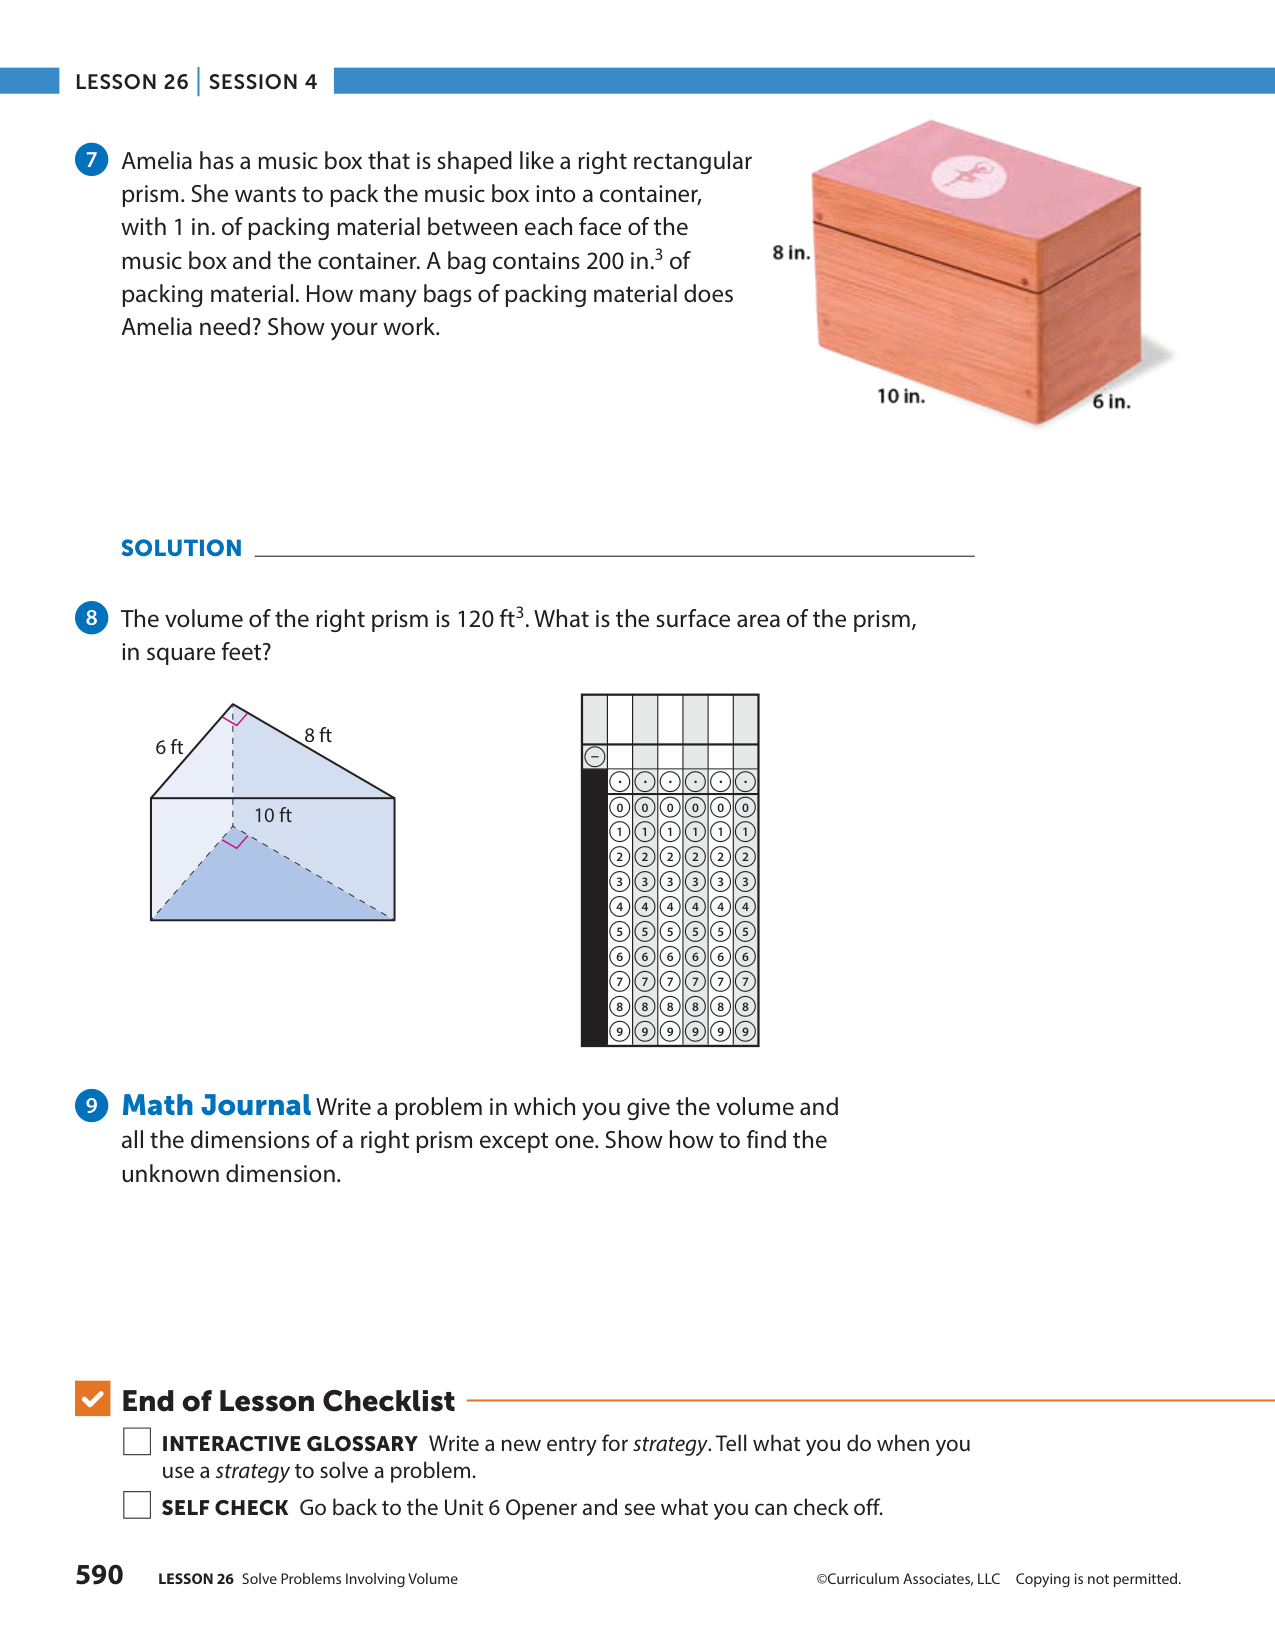 LESSON 26 | SESSION 4
7 Amelia has a music box that is shaped like a right rectangular
prism. She wants to pack the music box into a container,
with 1 in. of packing material between each face of the
music box and the container. A bag contains 200 in.³ of
packing material. How many bags of packing material does
Amelia need? Show your work.
8 in.
10 in.
6 in.
SOLUTION
8 The volume of the right prism is 120 ft³. What is the surface area of the prism,
in square feet?
6 ft
8 ft
10 ft
−
. . . . . .
0 0 0 0 0 0
1 1 1 1 1 1
2 2 2 2 2 2
3 3 3 3 3 3
4 4 4 4 4 4
5 5 5 5 5 5
6 6 6 6 6 6
7 7 7 7 7 7
8 8 8 8 8 8
9 9 9 9 9 9
9 Math Journal Write a problem in which you give the volume and
all the dimensions of a right prism except one. Show how to find the
unknown dimension.
End of Lesson Checklist
INTERACTIVE GLOSSARY Write a new entry for strategy. Tell what you do when you
use a strategy to solve a problem.
SELF CHECK Go back to the Unit 6 Opener and see what you can check off.
590 LESSON 26 Solve Problems Involving Volume ©Curriculum Associates, LLC Copying is not permitted.